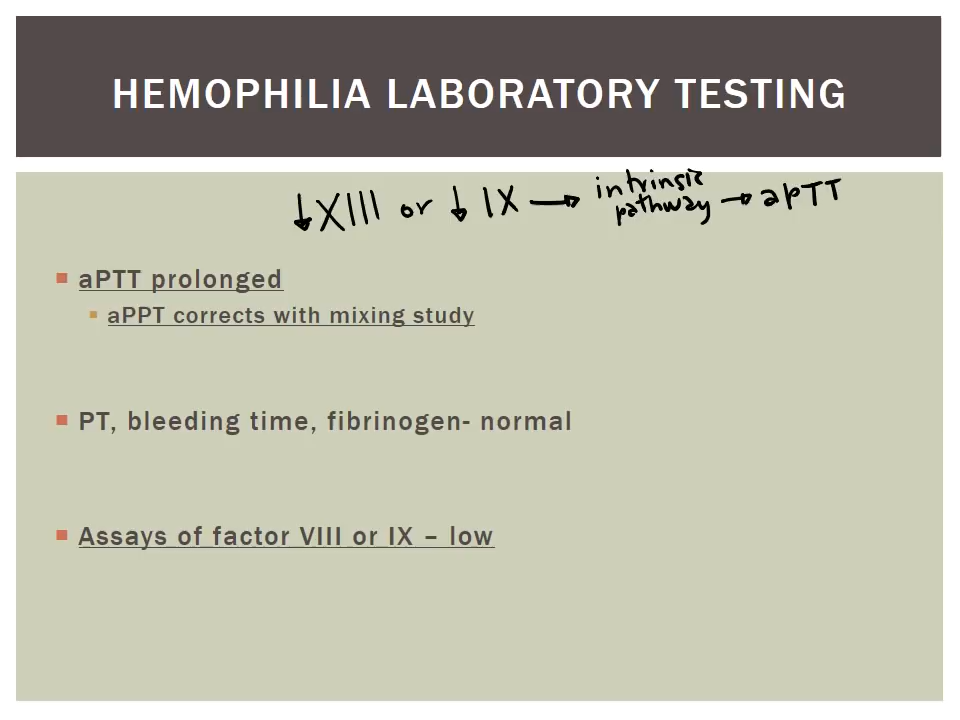 HEMOPHILIA LABORATORY TESTING
↓XIII or ↓IX → intrinsic pathway → apTT
aPTT prolonged
aPPT corrects with mixing study
PT, bleeding time, fibrinogen- normal
Assays of factor VIII or IX – low